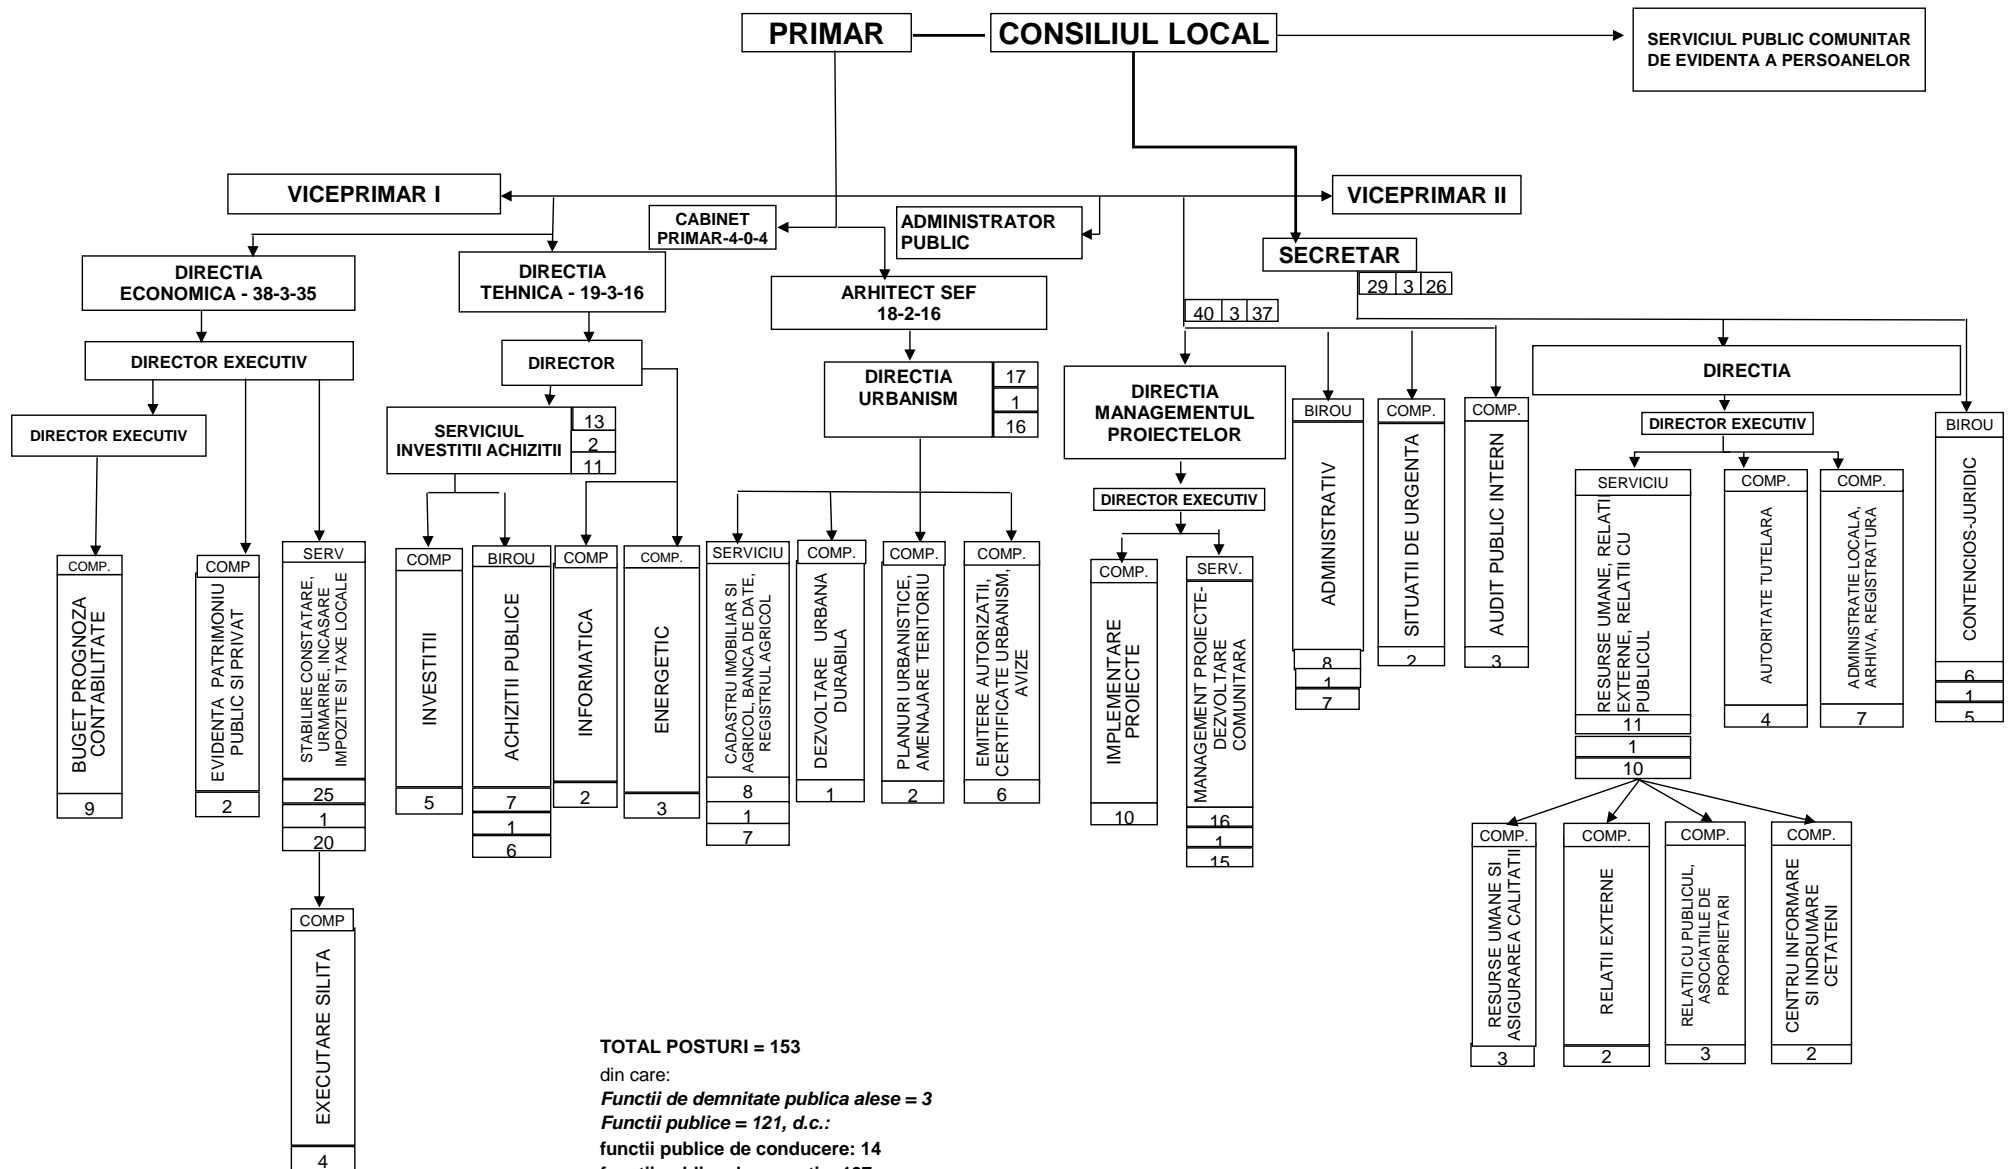 PRIMAR
CONSILIUL LOCAL
SERVICIUL PUBLIC COMUNITAR
DE EVIDENTA A PERSOANELOR
VICEPRIMAR I
VICEPRIMAR II
CABINET
PRIMAR-4-0-4
ADMINISTRATOR
PUBLIC
SECRETAR
29 3 26
DIRECTIA
ECONOMICA - 38-3-35
DIRECTIA
TEHNICA - 19-3-16
ARHITECT SEF
18-2-16
40 3 37
DIRECTOR EXECUTIV
DIRECTOR
DIRECTIA
URBANISM
17
1
16
DIRECTIA
MANAGEMENTUL
PROIECTELOR
DIRECTIA
DIRECTOR EXECUTIV
DIRECTOR EXECUTIV
SERVICIUL
INVESTITII ACHIZITII
13
2
11
DIRECTOR EXECUTIV
COMP.
BUGET PROGNOZA
CONTABILITATE
9
COMP
EVIDENTA PATRIMONIU
PUBLIC SI PRIVAT
2
SERV
STABILIRE CONSTATARE,
URMARIRE, INCASARE
IMPOZITE SI TAXE LOCALE
25
1
20
COMP
EXECUTARE SILITA
4
COMP
INVESTITII
5
BIROU
ACHIZITII PUBLICE
7
1
6
COMP
INFORMATICA
2
COMP.
ENERGETIC
3
SERVICIU
CADASTRU IMOBILIAR SI
AGRICOL, BANCA DE DATE,
REGISTRUL AGRICOL
8
1
7
COMP.
DEZVOLTARE URBANA
DURABILA
1
COMP.
PLANURI URBANISTICE,
AMENAJARE TERITORIU
2
COMP.
EMITERE AUTORIZATII,
CERTIFICATE URBANISM,
AVIZE
6
COMP.
IMPLEMENTARE
PROIECTE
10
SERV.
MANAGEMENT PROIECTE-
DEZVOLTARE
COMUNITARA
16
1
15
BIROU
ADMINISTRATIV
8
1
7
COMP.
SITUATII DE URGENTA
2
COMP.
AUDIT PUBLIC INTERN
3
SERVICIU
RESURSE UMANE, RELATII
EXTERNE, RELATII CU
PUBLICUL
11
1
10
COMP.
AUTORITATE TUTELARA
4
COMP.
ADMINISTRATIE LOCALA,
ARHIVA, REGISTRATURA
7
BIROU
CONTENCIOS-JURIDIC
6
1
5
COMP.
RESURSE UMANE SI
ASIGURAREA CALITATII
3
COMP.
RELATII EXTERNE
2
COMP.
RELATII CU PUBLICUL,
ASOCIATIILE DE
PROPRIETARI
3
COMP.
CENTRU INFORMARE
SI INDRUMARE
CETATENI
2
TOTAL POSTURI = 153
din care:
Functii de demnitate publica alese = 3
Functii publice = 121, d.c.:
functii publice de conducere: 14